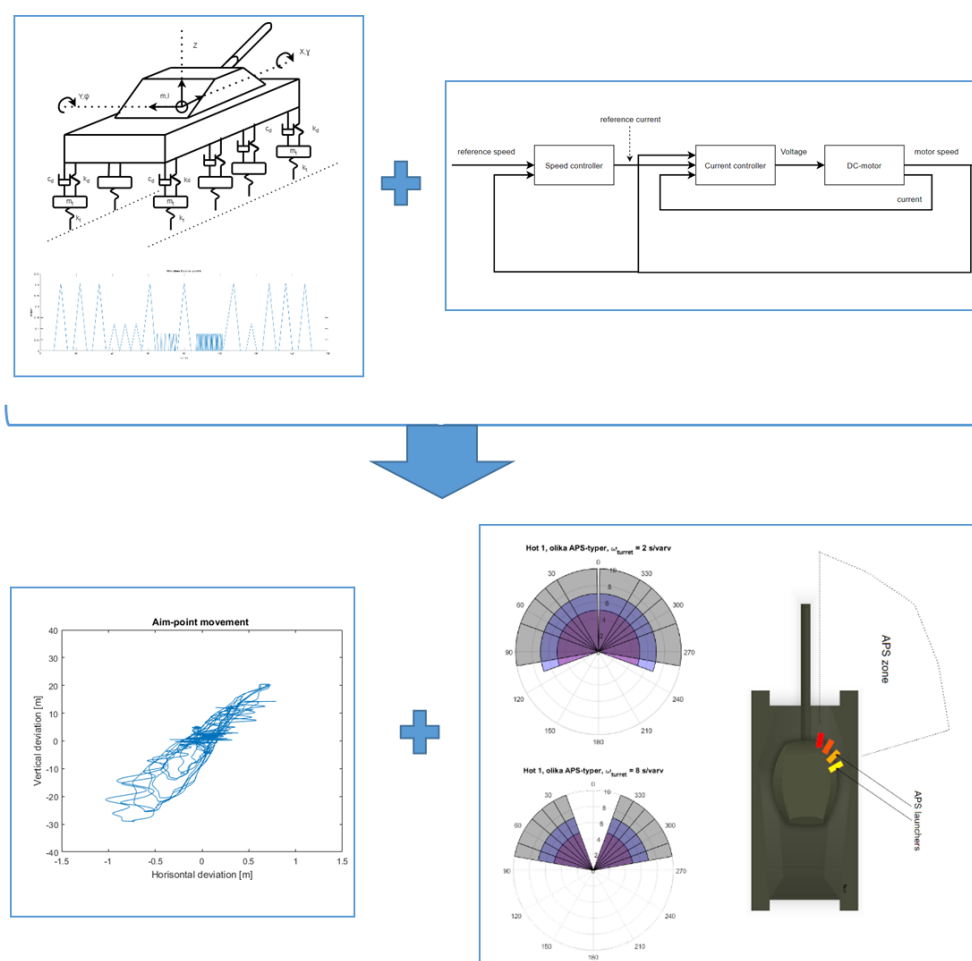 Z
X,γ
Y,φ
m,I
c_d
k_d
m_t
k_t
c_d
k_d
c_d
k_d
m_t
k_t
m_t
k_t
reference current
reference speed
Speed controller
Current controller
Voltage
DC-motor
motor speed
current
Aim-point movement
Vertical deviation [m]
40
30
20
10
0
-10
-20
-30
-40
-1.5
-1
-0.5
0
0.5
1
1.5
Horisontal deviation [m]
Hot 1, olika APS-typer, ω_turret = 2 s/varv
0
30
330
60
300
90
270
120
240
150
210
180
10
8
6
4
2
Hot 1, olika APS-typer, ω_turret = 8 s/varv
0
30
330
60
300
90
270
120
240
150
210
180
10
8
6
4
2
APS zone
APS launchers